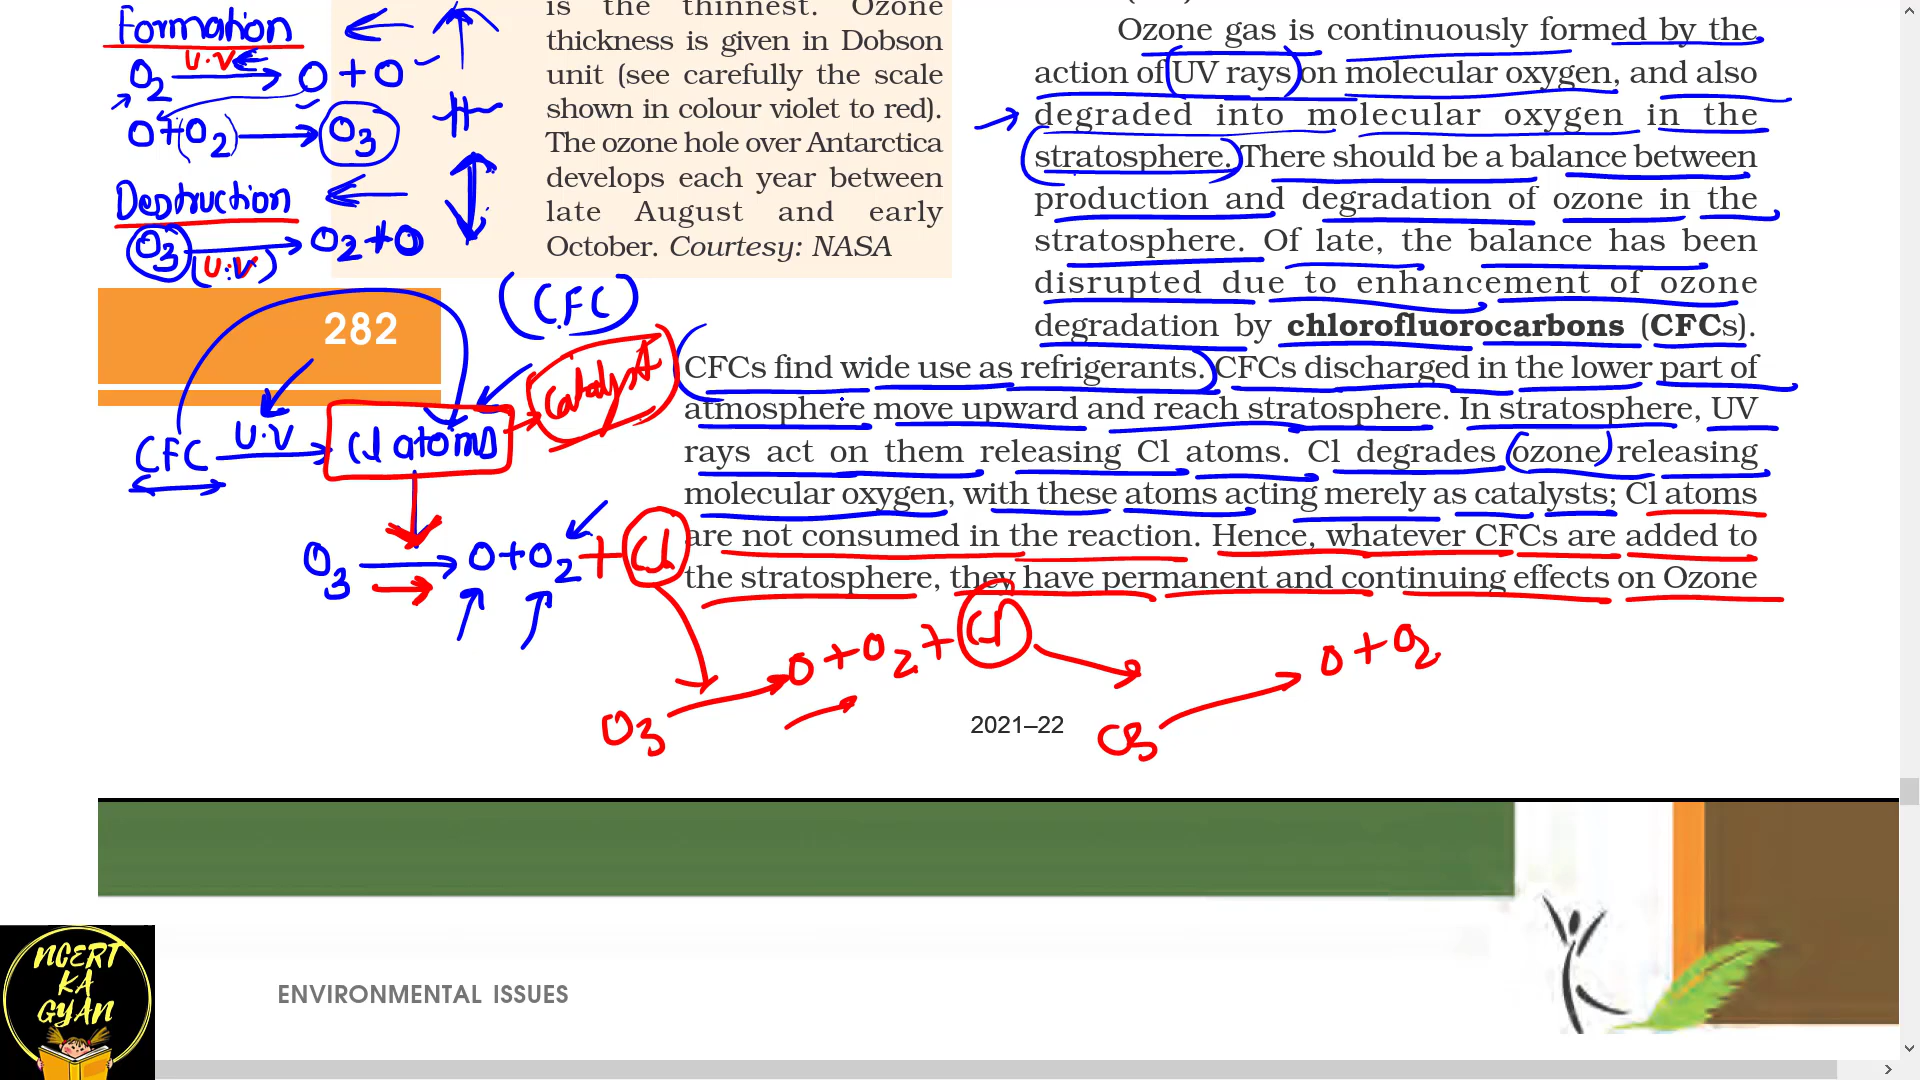 Formation
U.V
O2 → O + O
O + (O2) → O3
Destruction
O3 → O2 + O
(U.V)
is the thinnest. Ozone
thickness is given in Dobson
unit (see carefully the scale
shown in colour violet to red).
The ozone hole over Antarctica
develops each year between
late August and early
October. Courtesy: NASA
282
(CFC)
Catalyst
CFC U.V → Cl atoms
O3 → O + O2 + Cl
Ozone gas is continuously formed by the
action of UV rays on molecular oxygen, and also
degraded into molecular oxygen in the
stratosphere. There should be a balance between
production and degradation of ozone in the
stratosphere. Of late, the balance has been
disrupted due to enhancement of ozone
degradation by chlorofluorocarbons (CFCs).
CFCs find wide use as refrigerants. CFCs discharged in the lower part of
atmosphere move upward and reach stratosphere. In stratosphere, UV
rays act on them releasing Cl atoms. Cl degrades ozone releasing
molecular oxygen, with these atoms acting merely as catalysts; Cl atoms
are not consumed in the reaction. Hence, whatever CFCs are added to
the stratosphere, they have permanent and continuing effects on Ozone
O3 → O + O2 + Cl
O3 → O + O2
2021–22
NCERT
KA
GYAN
ENVIRONMENTAL ISSUES